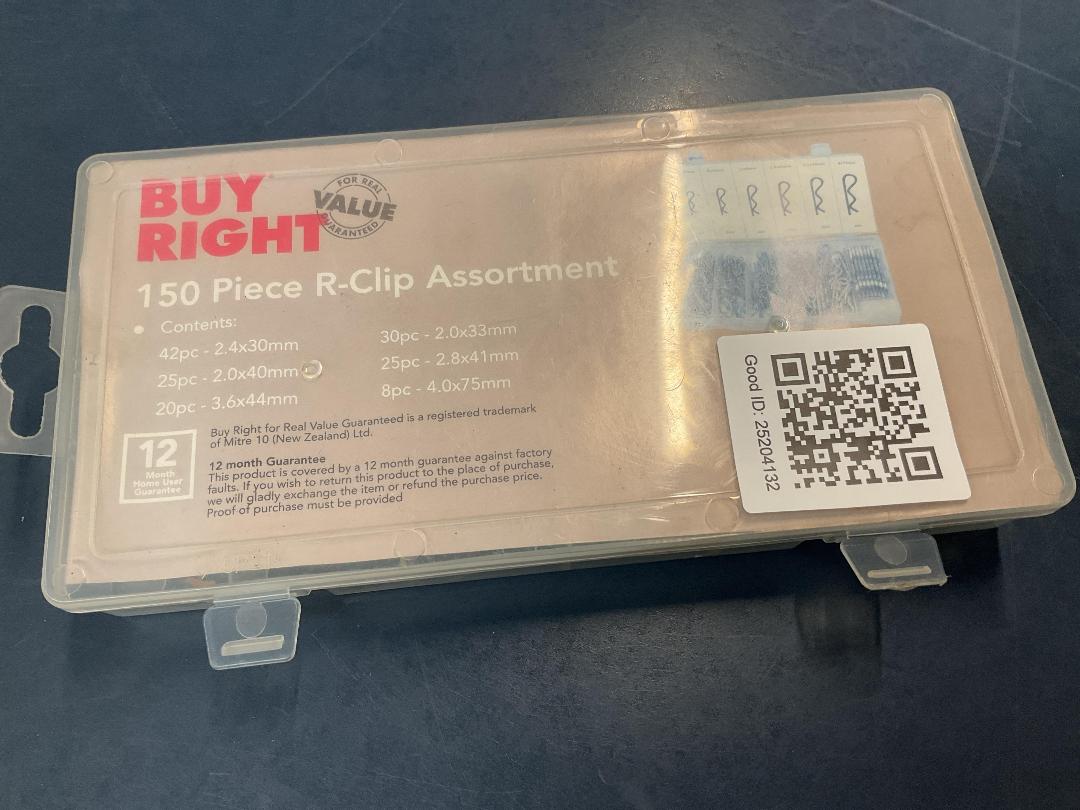 BUY
RIGHT
FOR REAL
VALUE
GUARANTEED
150 Piece R-Clip Assortment
• Contents:
42pc - 2.4x30mm
25pc - 2.0x40mm
20pc - 3.6x44mm
30pc - 2.0x33mm
25pc - 2.8x41mm
8pc - 4.0x75mm
12
Month
Home User
Guarantee
Buy Right for Real Value Guaranteed is a registered trademark
of Mitre 10 (New Zealand) Ltd.
12 month Guarantee
This product is covered by a 12 month guarantee against factory
faults. If you wish to return this product to the place of purchase,
we will gladly exchange the item or refund the purchase price.
Proof of purchase must be provided
Good ID: 25204132